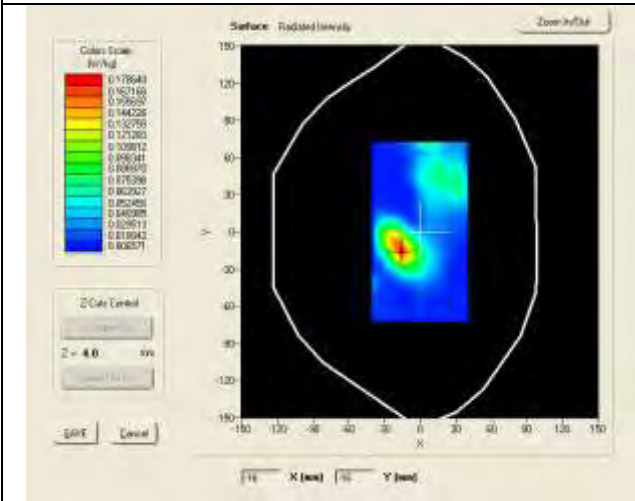 Surface Radiated Intensity
Zoom In/Out
Colors Scale
(W/kg)
0.178640
0.167168
0.155697
0.144226
0.132755
0.121283
0.109812
0.098341
0.086870
0.075398
0.063927
0.052456
0.040985
0.029513
0.018042
0.006571
150
120
90
60
30
0
-30
-60
-90
-120
-150
Y
-150 -120 -90 -60 -30 0 30 60 90 120 150
X
Z-Cuts Control
Z = 4.0 mm
SAVE
Cancel
-16 X (mm) -16 Y (mm)